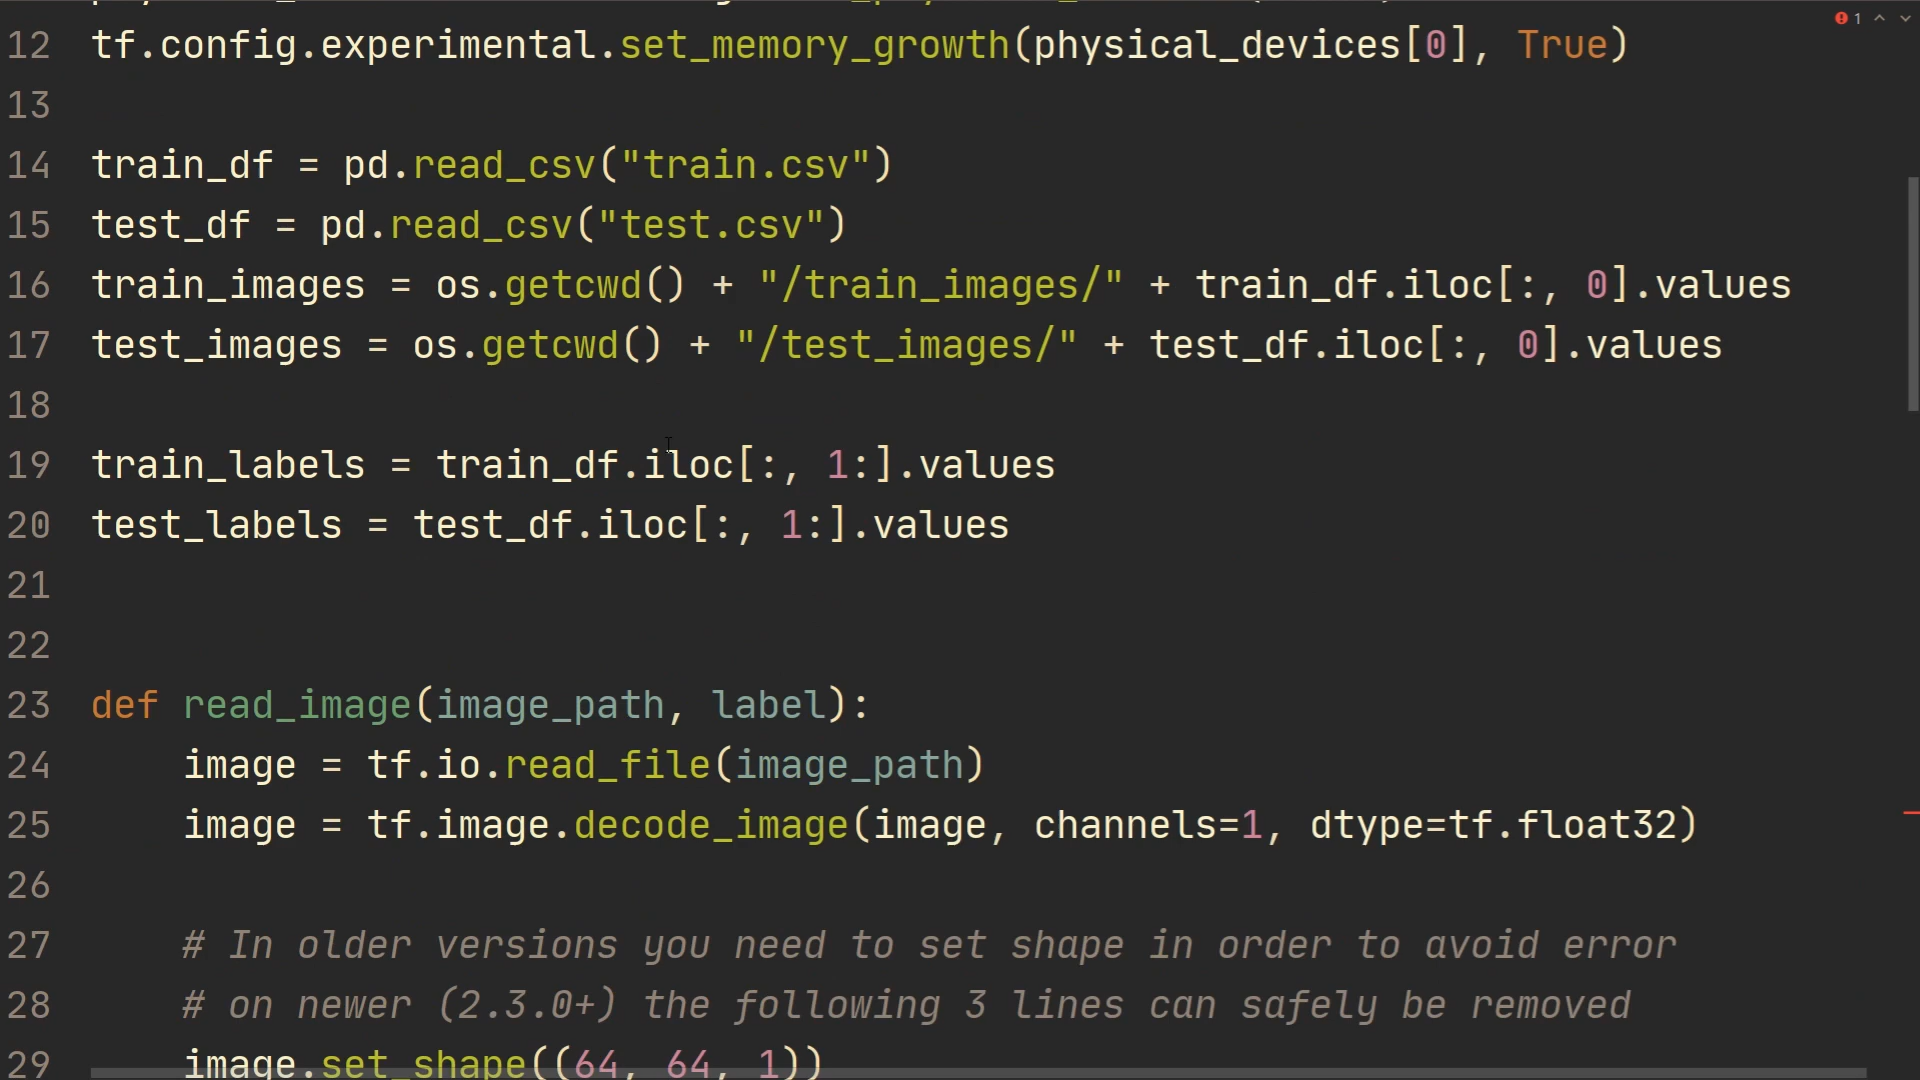 12 tf.config.experimental.set_memory_growth(physical_devices[0], True)
13
14 train_df = pd.read_csv("train.csv")
15 test_df = pd.read_csv("test.csv")
16 train_images = os.getcwd() + "/train_images/" + train_df.iloc[:, 0].values
17 test_images = os.getcwd() + "/test_images/" + test_df.iloc[:, 0].values
18
19 train_labels = train_df.iloc[:, 1:].values
20 test_labels = test_df.iloc[:, 1:].values
21
22
23 def read_image(image_path, label):
24     image = tf.io.read_file(image_path)
25     image = tf.image.decode_image(image, channels=1, dtype=tf.float32)
26
27     # In older versions you need to set shape in order to avoid error
28     # on newer (2.3.0+) the following 3 lines can safely be removed
29     image.set_shape((64, 64, 1))
1